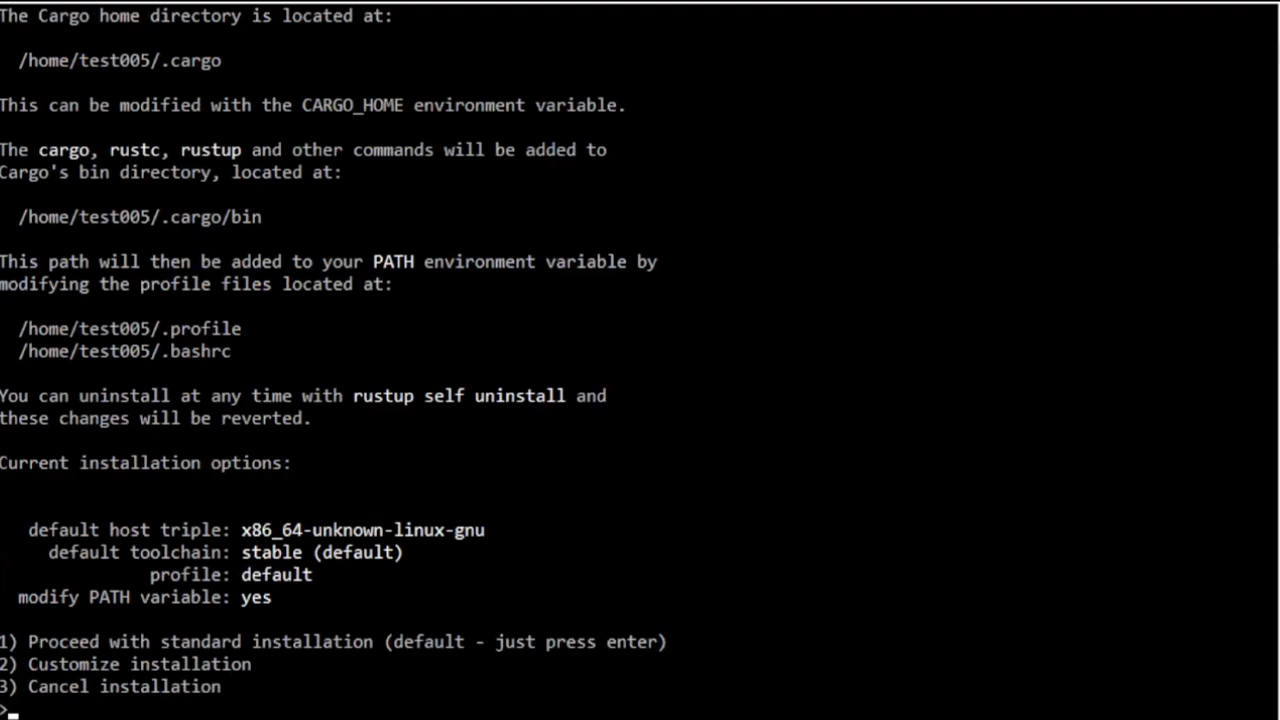 The Cargo home directory is located at:
/home/test005/.cargo
This can be modified with the CARGO_HOME environment variable.
The cargo, rustc, rustup and other commands will be added to
Cargo's bin directory, located at:
/home/test005/.cargo/bin
This path will then be added to your PATH environment variable by
modifying the profile files located at:
/home/test005/.profile
/home/test005/.bashrc
You can uninstall at any time with rustup self uninstall and
these changes will be reverted.
Current installation options:
default host triple: x86_64-unknown-linux-gnu
default toolchain: stable (default)
profile: default
modify PATH variable: yes
1) Proceed with standard installation (default - just press enter)
2) Customize installation
3) Cancel installation
>